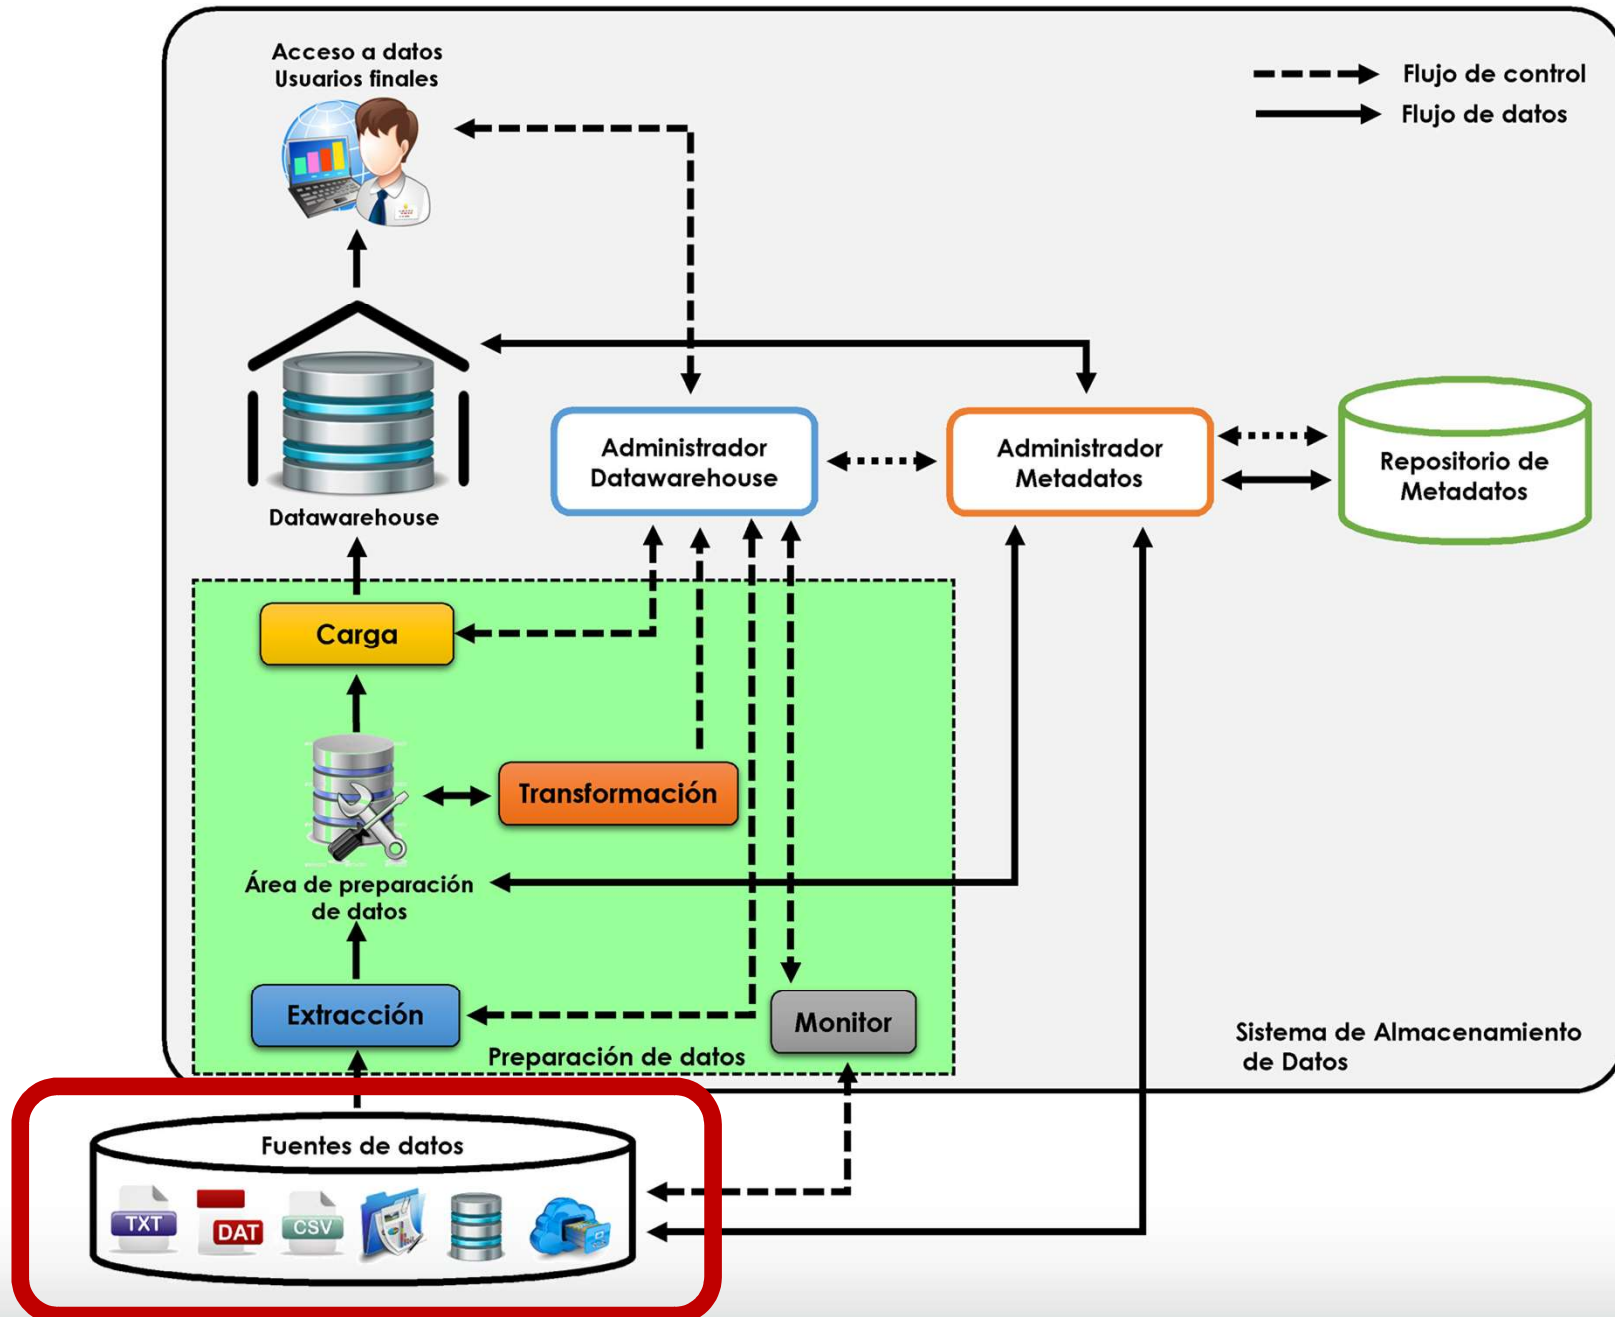 Acceso a datos
Usuarios finales
Flujo de control
Flujo de datos
Administrador
Datawarehouse
Administrador
Metadatos
Repositorio de
Metadatos
Datawarehouse
Carga
Transformación
Área de preparación
de datos
Extracción
Monitor
Preparación de datos
Sistema de Almacenamiento
de Datos
Fuentes de datos
TXT
DAT
CSV